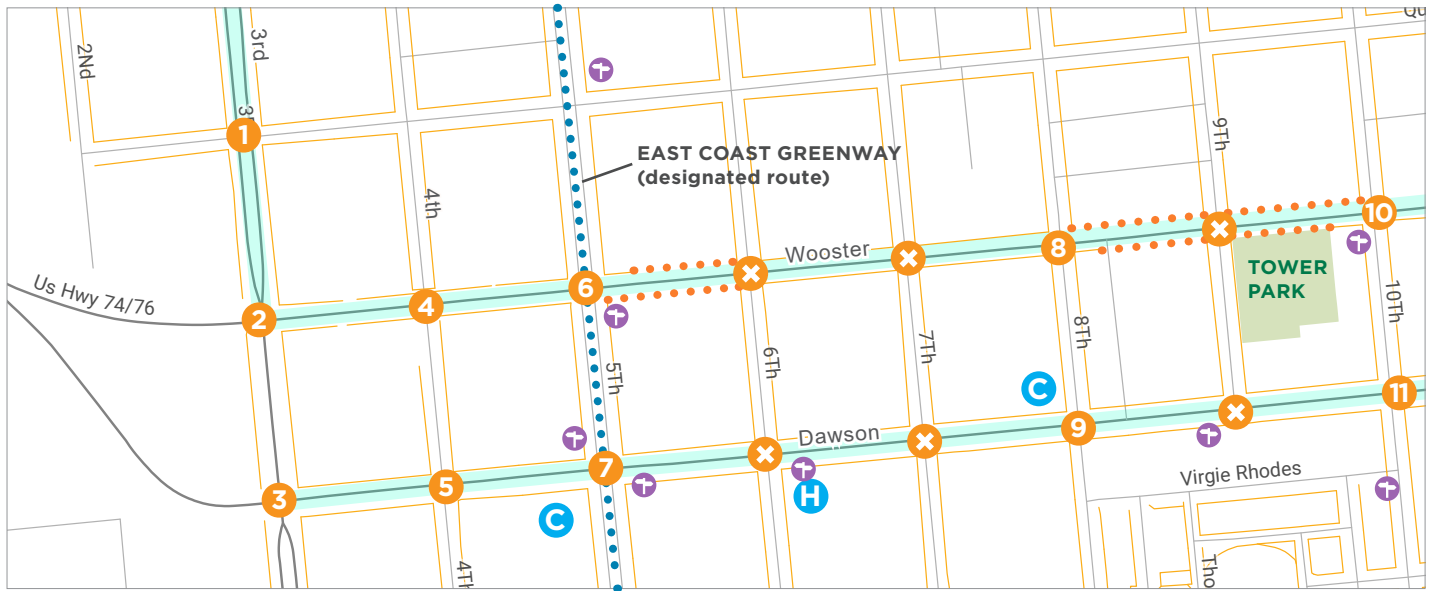 2Nd
3rd
1
EAST COAST GREENWAY
(designated route)
9Th
4th
10
Wooster
8
6
TOWER
PARK
Us Hwy 74/76
4
2
10Th
8Th
7Th
6Th
5Th
C
11
9
Dawson
7
Virgie Rhodes
5
3
H
C
4Th
Tho